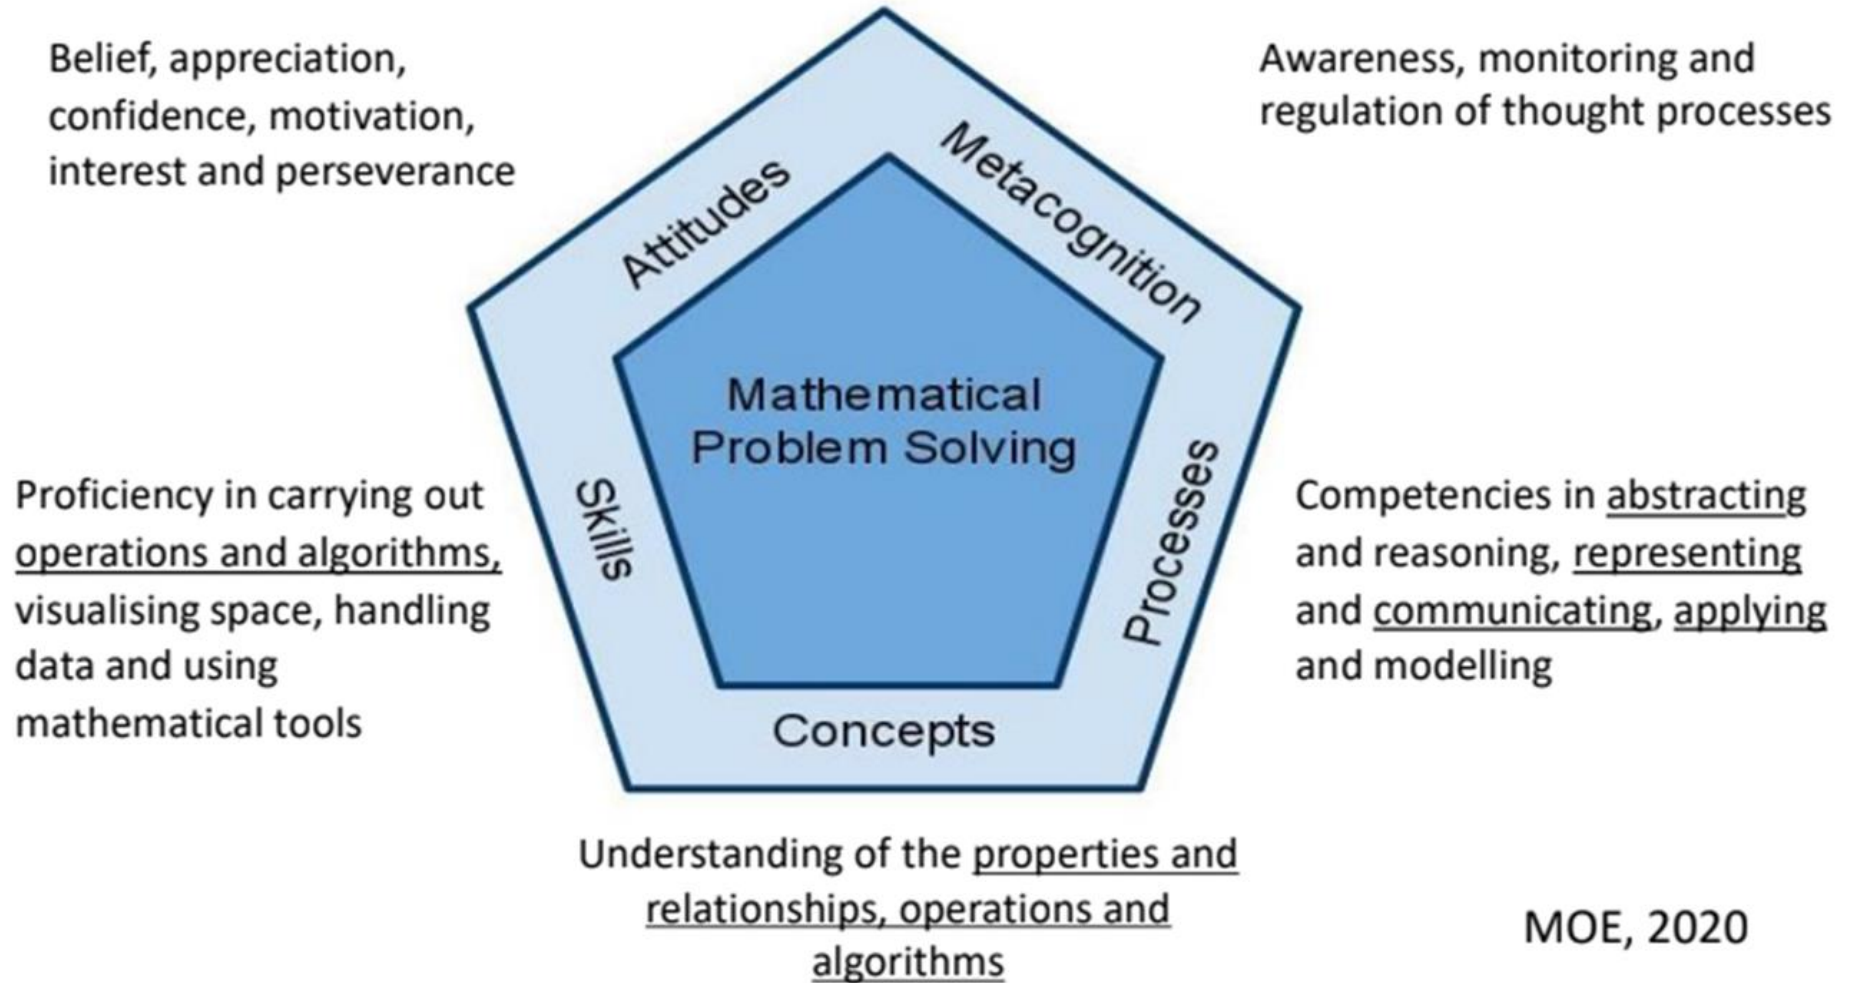 Belief, appreciation,
confidence, motivation,
interest and perseverance
Awareness, monitoring and
regulation of thought processes
Attitudes
Metacognition
Mathematical
Problem Solving
Skills
Processes
Concepts
Proficiency in carrying out
operations and algorithms,
visualising space, handling
data and using
mathematical tools
Competencies in abstracting
and reasoning, representing
and communicating, applying
and modelling
Understanding of the properties and
relationships, operations and
algorithms
MOE, 2020